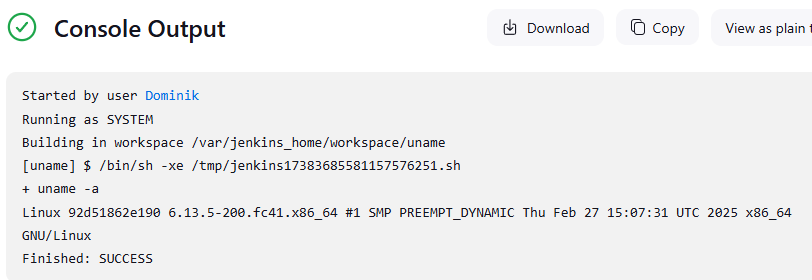 Console Output
Download
Copy
View as plain
Started by user Dominik
Running as SYSTEM
Building in workspace /var/jenkins_home/workspace/uname
[uname] $ /bin/sh -xe /tmp/jenkins17383685581157576251.sh
+ uname -a
Linux 92d51862e190 6.13.5-200.fc41.x86_64 #1 SMP PREEMPT_DYNAMIC Thu Feb 27 15:07:31 UTC 2025 x86_64
GNU/Linux
Finished: SUCCESS